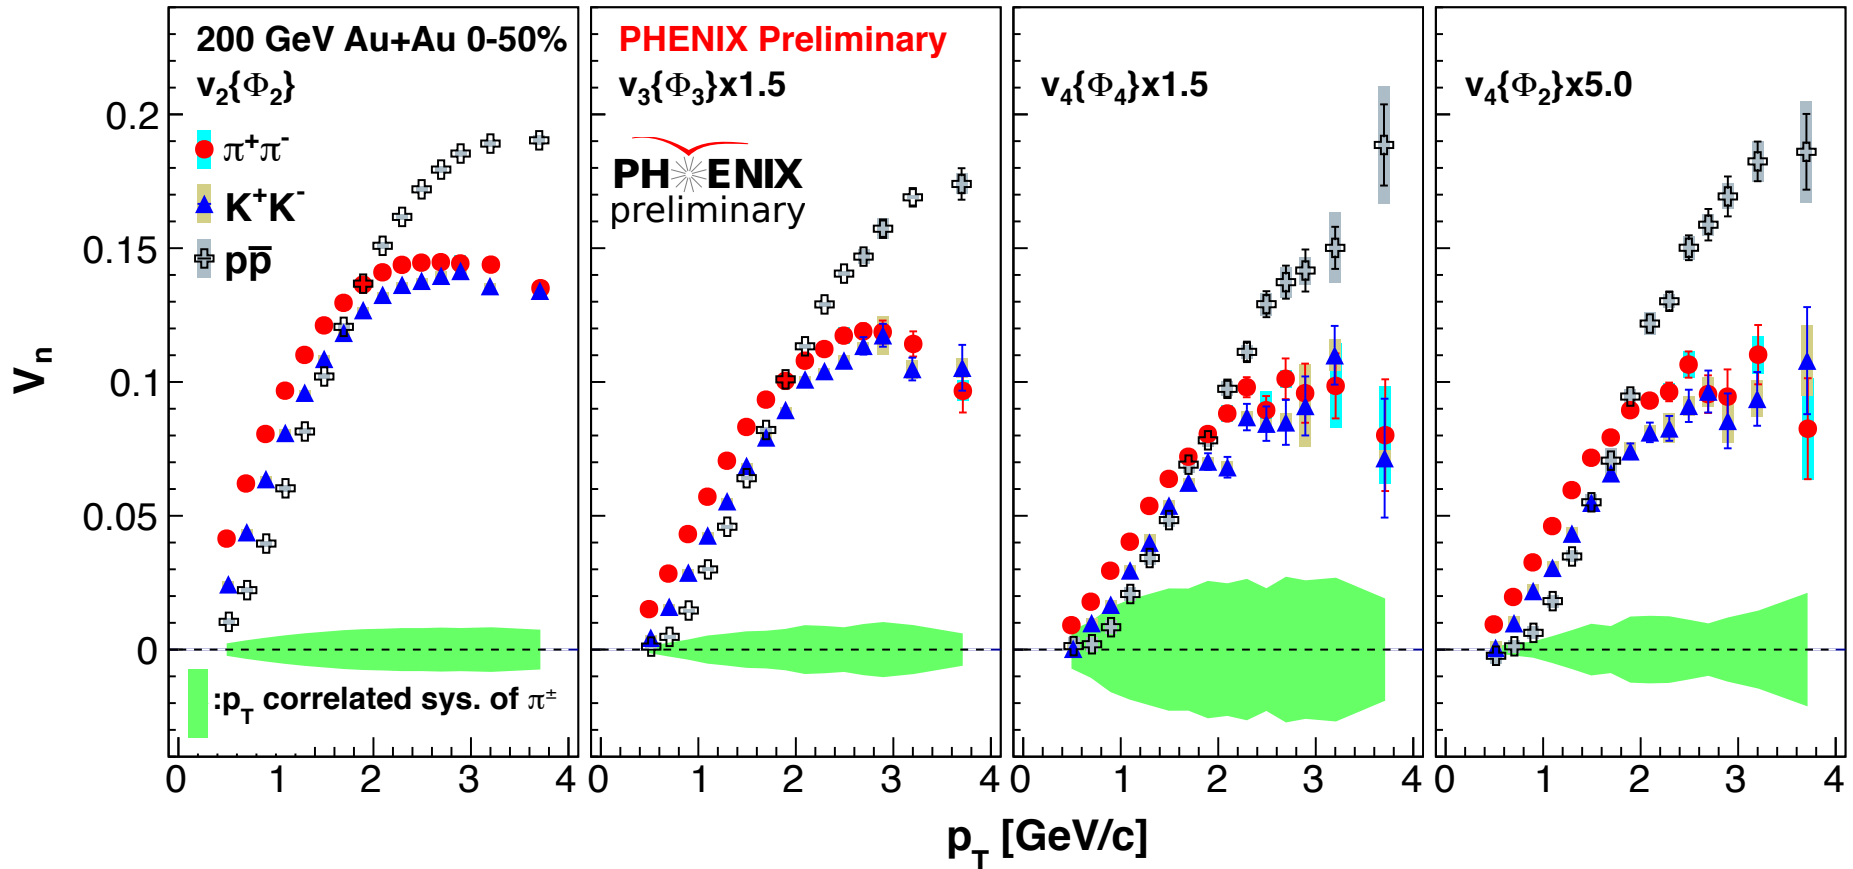 200 GeV Au+Au 0-50%
v₂{Φ₂}
π⁺π⁻
K⁺K⁻
pp̅
:p_T correlated sys. of π±
PHENIX Preliminary
v₃{Φ₃}x1.5
PHENIX
preliminary
v₄{Φ₄}x1.5
v₄{Φ₂}x5.0
0.2
0.15
0.1
0.05
0
vₙ
0 1 2 3 4
0 1 2 3 4
0 1 2 3 4
0 1 2 3 4
p_T [GeV/c]